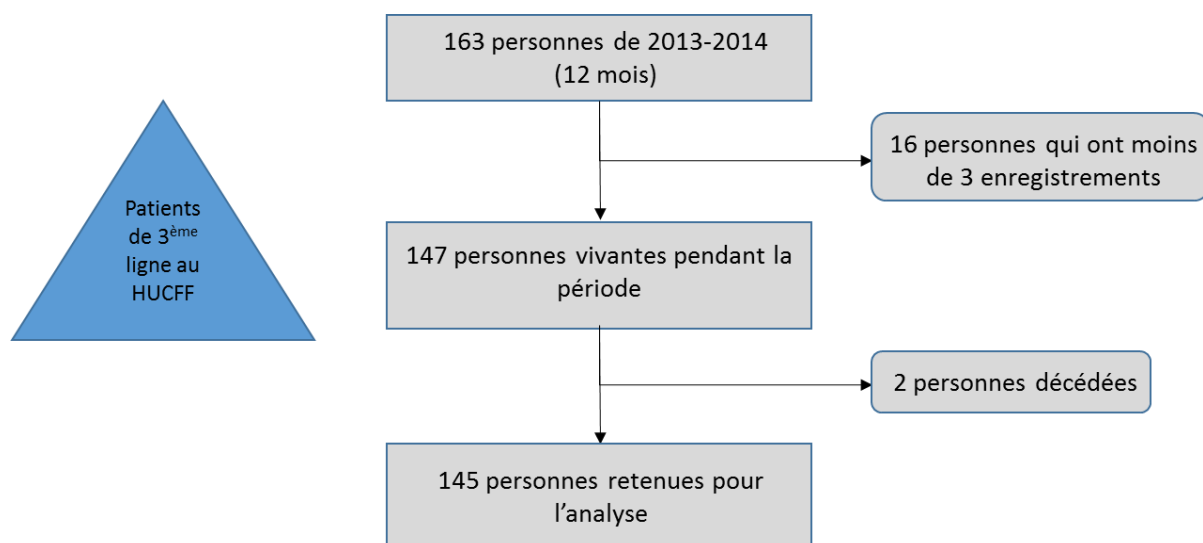 163 personnes de 2013-2014
(12 mois)
16 personnes qui ont moins
de 3 enregistrements
Patients
de 3ème
ligne au
HUCFF
147 personnes vivantes pendant la
période
2 personnes décédées
145 personnes retenues pour
l’analyse